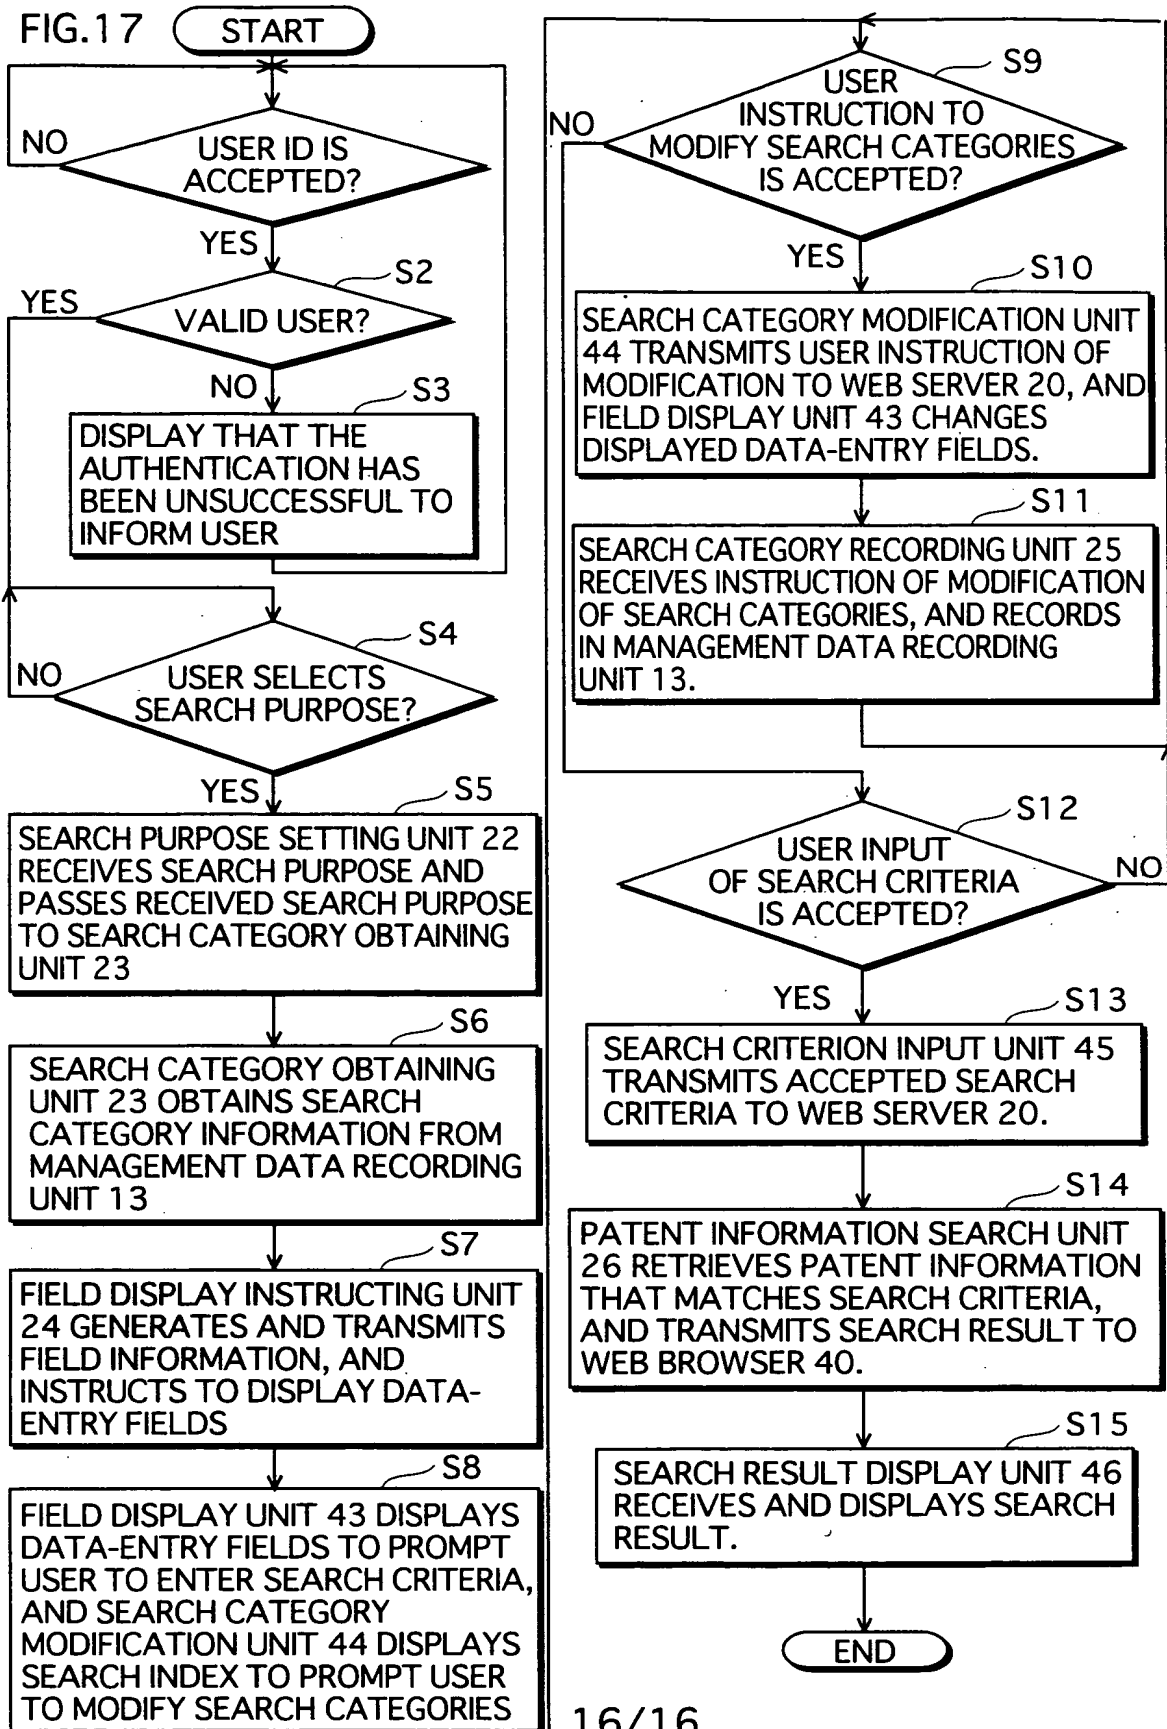 FIG.17
START
NO
USER ID IS
ACCEPTED?
YES
S2
YES
VALID USER?
NO
S3
DISPLAY THAT THE
AUTHENTICATION HAS
BEEN UNSUCCESSFUL TO
INFORM USER
S4
NO
USER SELECTS
SEARCH PURPOSE?
YES
S5
SEARCH PURPOSE SETTING UNIT 22
RECEIVES SEARCH PURPOSE AND
PASSES RECEIVED SEARCH PURPOSE
TO SEARCH CATEGORY OBTAINING
UNIT 23
S6
SEARCH CATEGORY OBTAINING
UNIT 23 OBTAINS SEARCH
CATEGORY INFORMATION FROM
MANAGEMENT DATA RECORDING
UNIT 13
S7
FIELD DISPLAY INSTRUCTING UNIT
24 GENERATES AND TRANSMITS
FIELD INFORMATION, AND
INSTRUCTS TO DISPLAY DATA-
ENTRY FIELDS
S8
FIELD DISPLAY UNIT 43 DISPLAYS
DATA-ENTRY FIELDS TO PROMPT
USER TO ENTER SEARCH CRITERIA,
AND SEARCH CATEGORY
MODIFICATION UNIT 44 DISPLAYS
SEARCH INDEX TO PROMPT USER
TO MODIFY SEARCH CATEGORIES
S9
NO
USER
INSTRUCTION TO
MODIFY SEARCH CATEGORIES
IS ACCEPTED?
YES
S10
SEARCH CATEGORY MODIFICATION UNIT
44 TRANSMITS USER INSTRUCTION OF
MODIFICATION TO WEB SERVER 20, AND
FIELD DISPLAY UNIT 43 CHANGES
DISPLAYED DATA-ENTRY FIELDS.
S11
SEARCH CATEGORY RECORDING UNIT 25
RECEIVES INSTRUCTION OF MODIFICATION
OF SEARCH CATEGORIES, AND RECORDS
IN MANAGEMENT DATA RECORDING
UNIT 13.
S12
USER INPUT
OF SEARCH CRITERIA
IS ACCEPTED?
NO
YES
S13
SEARCH CRITERION INPUT UNIT 45
TRANSMITS ACCEPTED SEARCH
CRITERIA TO WEB SERVER 20.
S14
PATENT INFORMATION SEARCH UNIT
26 RETRIEVES PATENT INFORMATION
THAT MATCHES SEARCH CRITERIA,
AND TRANSMITS SEARCH RESULT TO
WEB BROWSER 40.
S15
SEARCH RESULT DISPLAY UNIT 46
RECEIVES AND DISPLAYS SEARCH
RESULT.
END
16/16